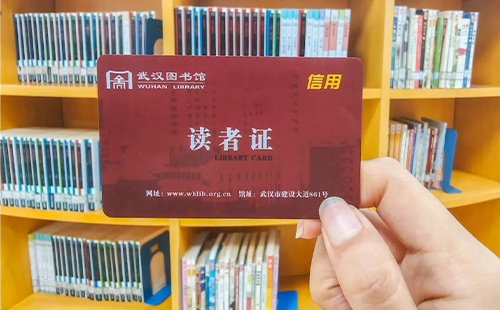 武汉图书馆
WUHAN LIBRARY
信用
读者证
LIBRARY CARD
网址：www.whlib.org.cn 馆址：武汉市建设大道861号